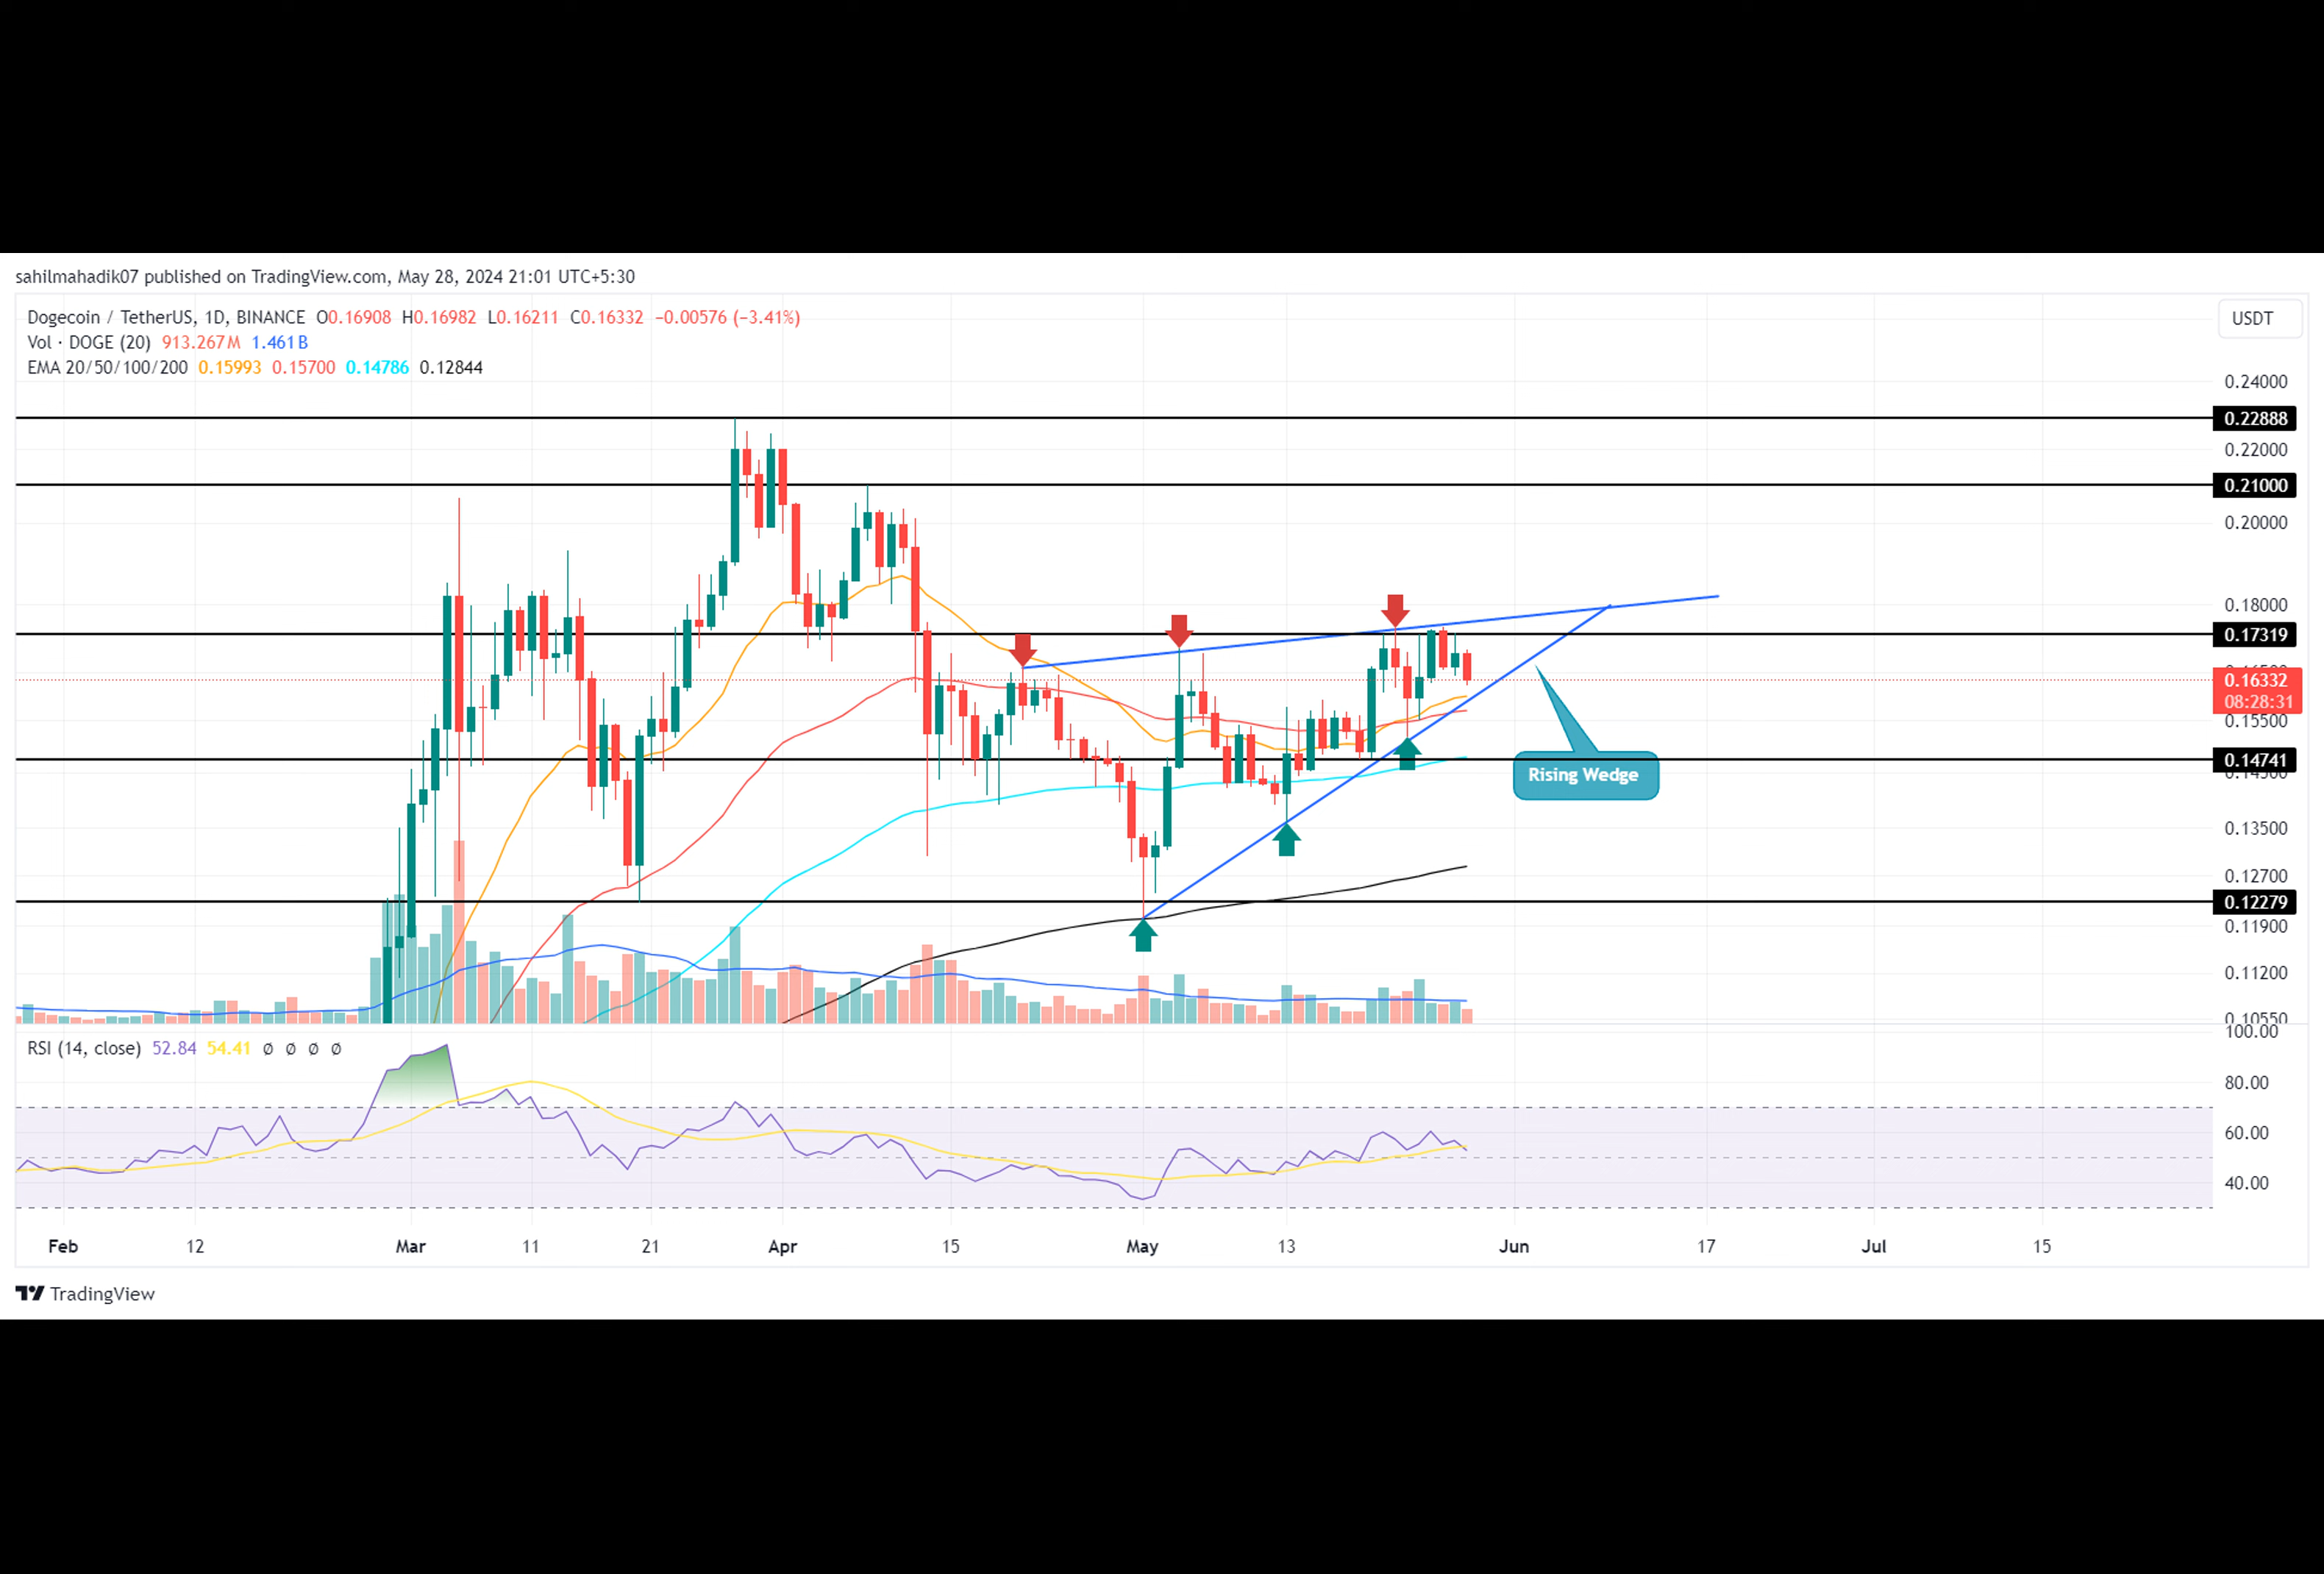 sahilmahadik07 published on TradingView.com, May 28, 2024 21:01 UTC+5:30
Dogecoin / TetherUS, 1D, BINANCE O0.16908 H0.16982 L0.16211 C0.16332 −0.00576 (−3.41%)
Vol · DOGE (20) 913.267M 1.461B
EMA 20/50/100/200 0.15993 0.15700 0.14786 0.12844
USDT
0.24000
0.22888
0.22000
0.21000
0.20000
0.18000
0.17319
0.16332
08:28:31
0.15500
0.14741
Rising Wedge
0.13500
0.12700
0.12279
0.11900
0.11200
0.10550
100.00
RSI (14, close) 52.84 54.41 Ø Ø Ø Ø
80.00
60.00
40.00
Feb 12 Mar 11 21 Apr 15 May 13 Jun 17 Jul 15
TradingView